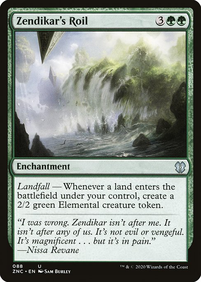 Zendikar's Roil 3
Enchantment
Landfall — Whenever a land enters the
battlefield under your control, create a
2/2 green Elemental creature token.
"I was wrong. Zendikar isn't after me. It
isn't after any of us. It's not evil or vengeful.
It's magnificent . . . but it's in pain."
—Nissa Revane
088 U
ZNC • EN SAM BURLEY
™ & © 2020 Wizards of the Coast